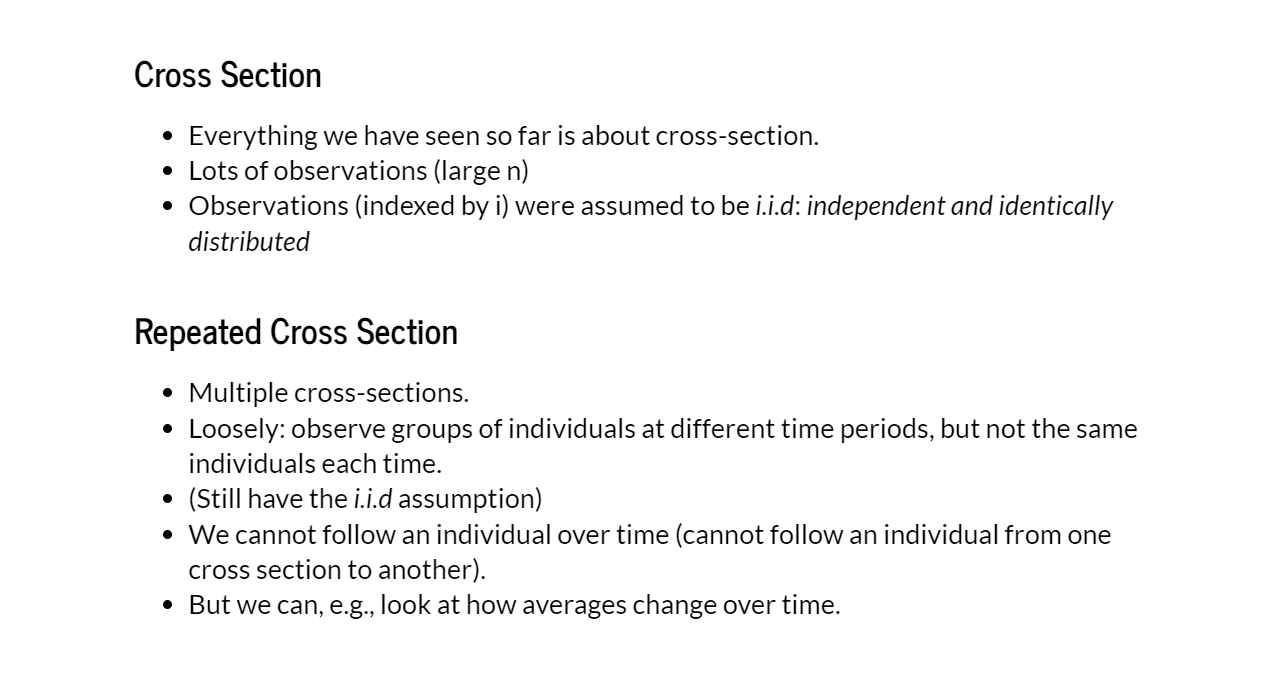 Cross Section
• Everything we have seen so far is about cross-section.
• Lots of observations (large n)
• Observations (indexed by i) were assumed to be i.i.d: independent and identically
distributed
Repeated Cross Section
• Multiple cross-sections.
• Loosely: observe groups of individuals at different time periods, but not the same
individuals each time.
• (Still have the i.i.d assumption)
• We cannot follow an individual over time (cannot follow an individual from one
cross section to another).
• But we can, e.g., look at how averages change over time.